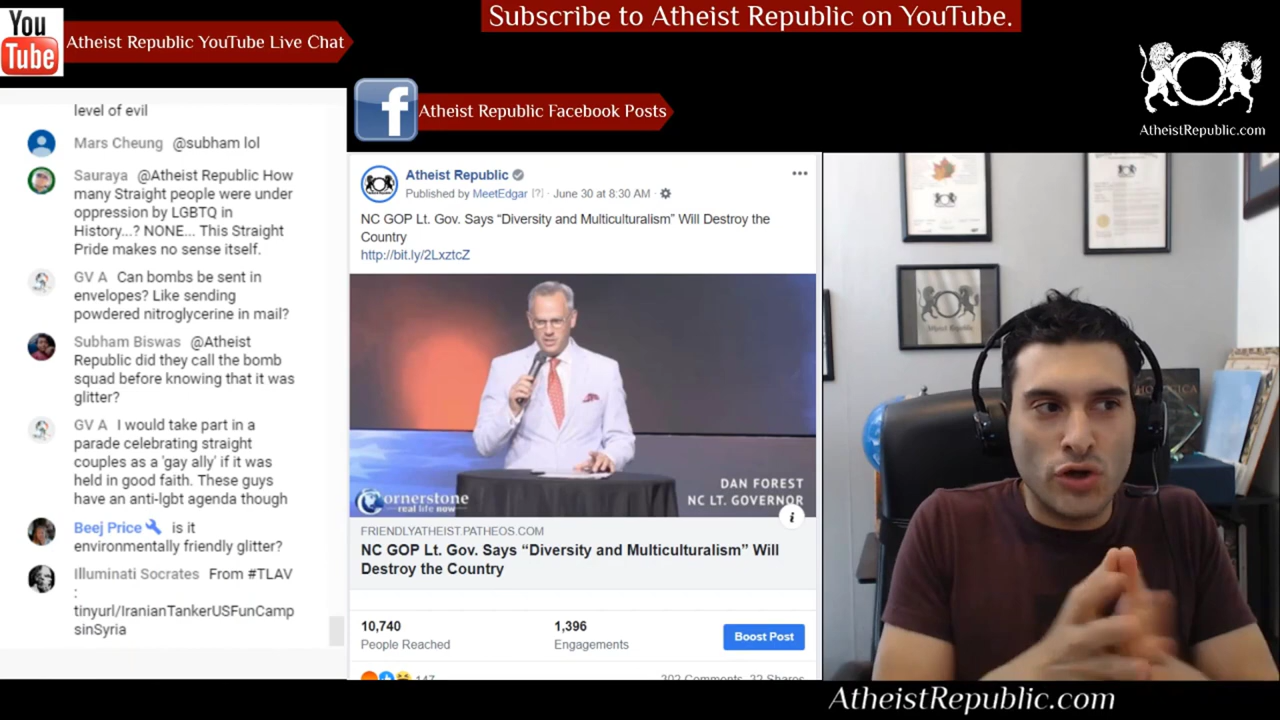 Subscribe to Atheist Republic on YouTube.
You
Tube
Atheist Republic YouTube Live Chat
AtheistRepublic.com
level of evil
Mars Cheung @subham lol
Sauraya @Atheist Republic How
many Straight people were under
oppression by LGBTQ in
History...? NONE... This Straight
Pride makes no sense itself.
GV A Can bombs be sent in
envelopes? Like sending
powdered nitroglycerine in mail?
Subham Biswas @Atheist
Republic did they call the bomb
squad before knowing that it was
glitter?
GV A I would take part in a
parade celebrating straight
couples as a 'gay ally' if it was
held in good faith. These guys
have an anti-lgbt agenda though
Beej Price is it
environmentally friendly glitter?
Illuminati Socrates From #TLAV
:
tinyurl/IranianTankerUSFunCamp
sinSyria
f
Atheist Republic Facebook Posts
Atheist Republic
Published by MeetEdgar [?] · June 30 at 8:30 AM ·
NC GOP Lt. Gov. Says “Diversity and Multiculturalism” Will Destroy the
Country
http://bit.ly/2LxztcZ
Cornerstone
real life now
DAN FOREST
NC LT. GOVERNOR
i
FRIENDLYATHEIST.PATHEOS.COM
NC GOP Lt. Gov. Says “Diversity and Multiculturalism” Will
Destroy the Country
10,740
People Reached
1,396
Engagements
Boost Post
147
302 Comments 32 Shares
AtheistRepublic.com